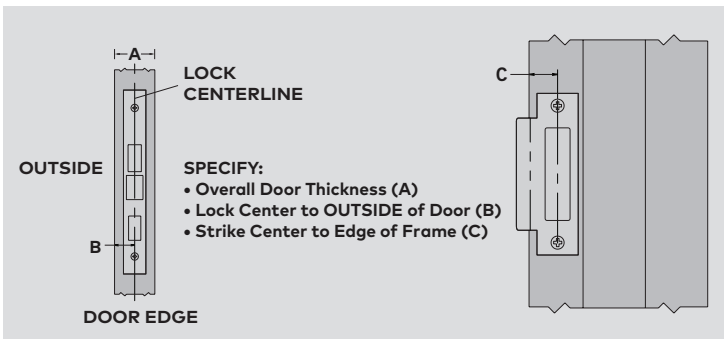 A
LOCK
CENTERLINE
OUTSIDE
SPECIFY:
• Overall Door Thickness (A)
• Lock Center to OUTSIDE of Door (B)
• Strike Center to Edge of Frame (C)
B
DOOR EDGE
C